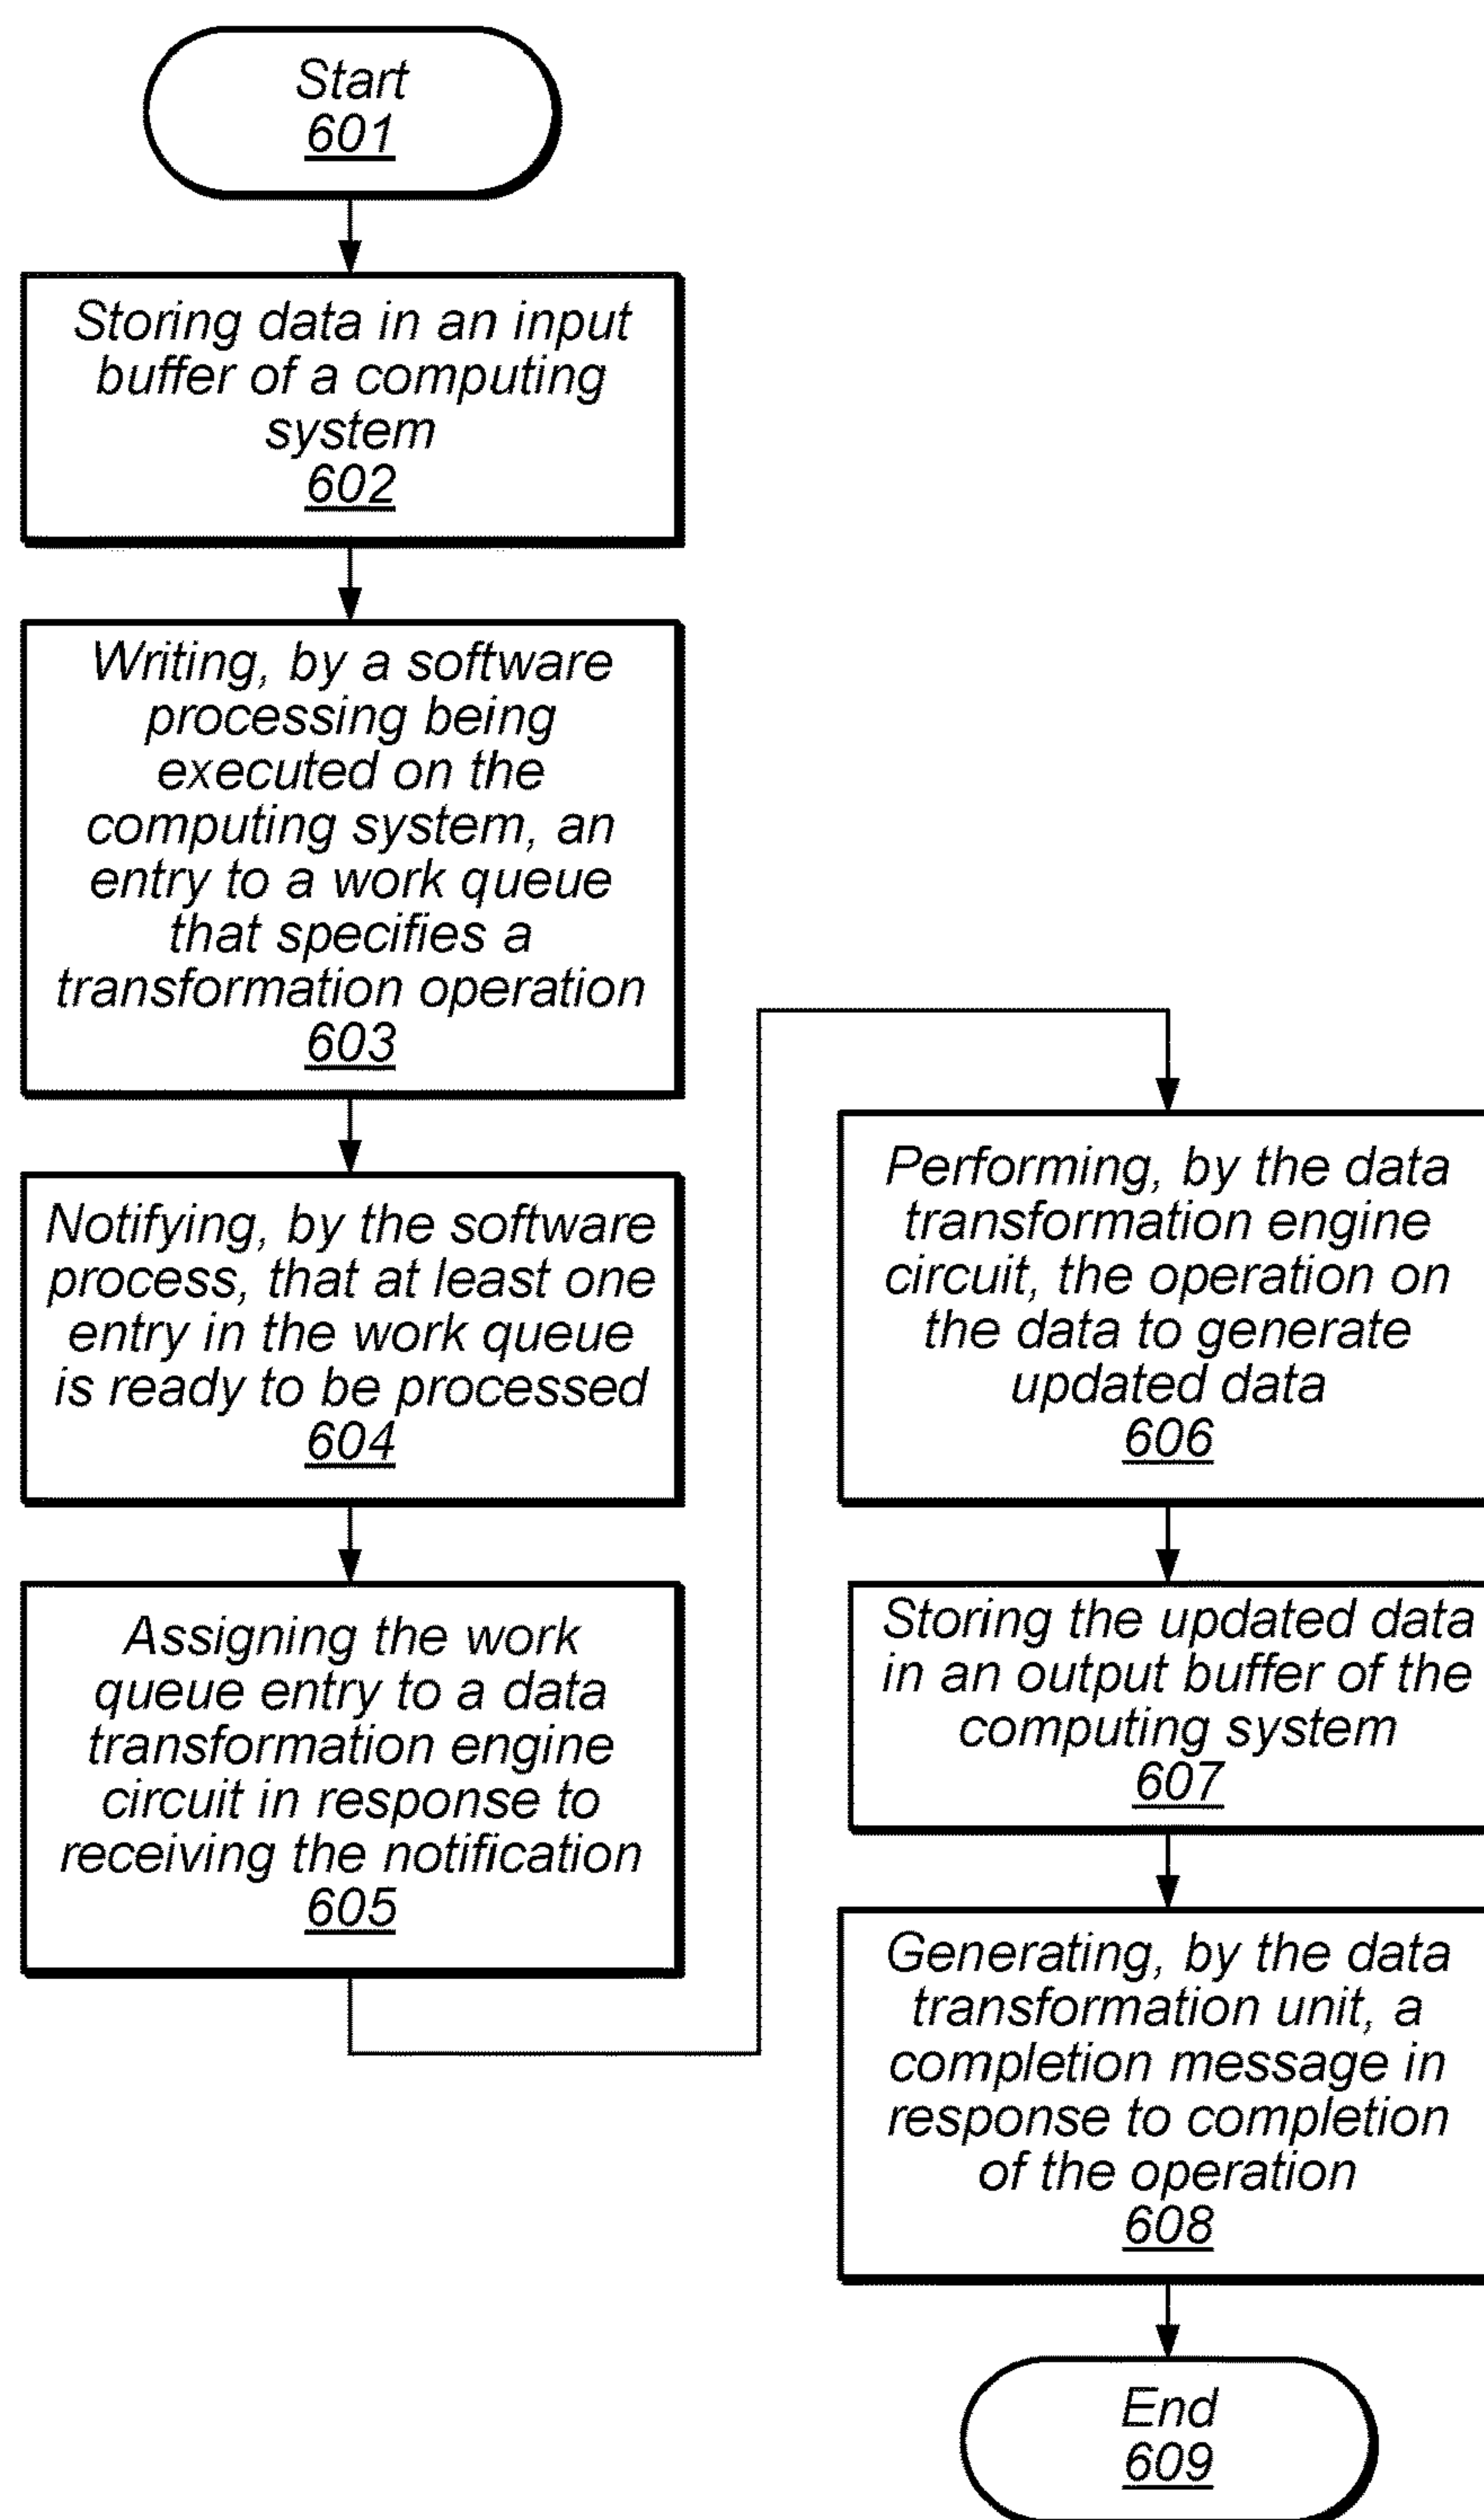 Start
601
Storing data in an input
buffer of a computing
system
602
Writing, by a software
processing being
executed on the
computing system, an
entry to a work queue
that specifies a
transformation operation
603
Notifying, by the software
process, that at least one
entry in the work queue
is ready to be processed
604
Assigning the work
queue entry to a data
transformation engine
circuit in response to
receiving the notification
605
Performing, by the data
transformation engine
circuit, the operation on
the data to generate
updated data
606
Storing the updated data
in an output buffer of the
computing system
607
Generating, by the data
transformation unit, a
completion message in
response to completion
of the operation
608
End
609